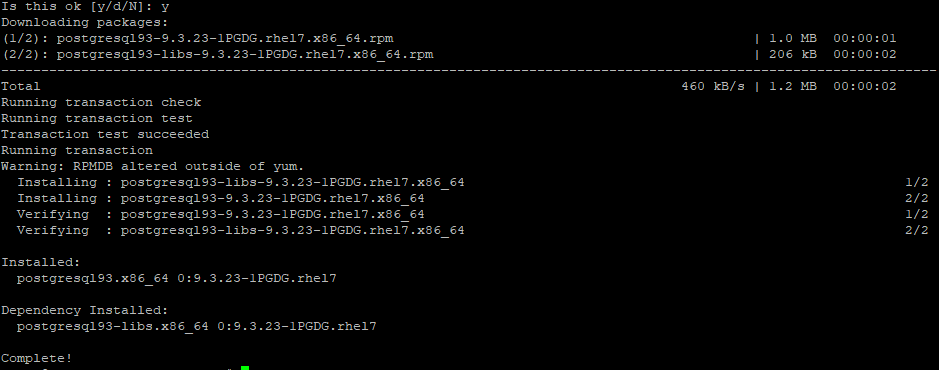 Is this ok [y/d/N]: y
Downloading packages:
(1/2): postgresql93-9.3.23-1PGDG.rhel7.x86_64.rpm | 1.0 MB 00:00:01
(2/2): postgresql93-libs-9.3.23-1PGDG.rhel7.x86_64.rpm | 206 kB 00:00:02
--------------------------------------------------------------------------------
Total 460 kB/s | 1.2 MB 00:00:02
Running transaction check
Running transaction test
Transaction test succeeded
Running transaction
Warning: RPMDB altered outside of yum.
Installing : postgresql93-libs-9.3.23-1PGDG.rhel7.x86_64 1/2
Installing : postgresql93-9.3.23-1PGDG.rhel7.x86_64 2/2
Verifying : postgresql93-9.3.23-1PGDG.rhel7.x86_64 1/2
Verifying : postgresql93-libs-9.3.23-1PGDG.rhel7.x86_64 2/2
Installed:
postgresql93.x86_64 0:9.3.23-1PGDG.rhel7
Dependency Installed:
postgresql93-libs.x86_64 0:9.3.23-1PGDG.rhel7
Complete!